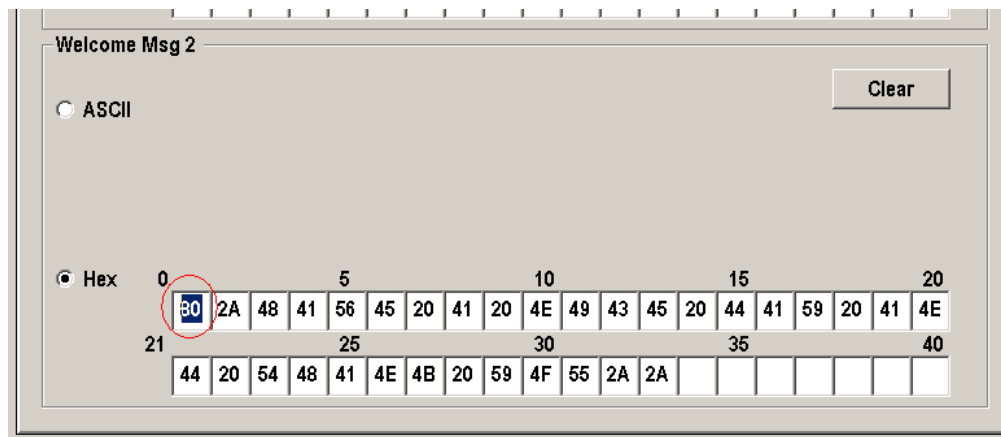 Welcome Msg 2
Clear
ASCII
Hex 0 5 10 15 20
80 2A 48 41 56 45 20 41 20 4E 49 43 45 20 44 41 59 20 41 4E
21 25 30 35 40
44 20 54 48 41 4E 4B 20 59 4F 55 2A 2A